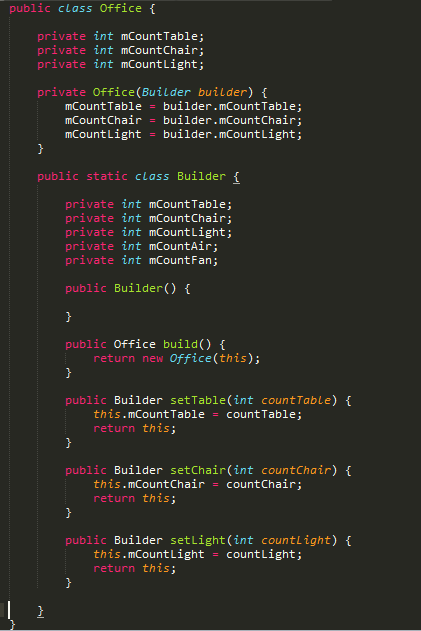 public class Office {
private int mCountTable;
private int mCountChair;
private int mCountLight;
private Office(Builder builder) {
mCountTable = builder.mCountTable;
mCountChair = builder.mCountChair;
mCountLight = builder.mCountLight;
}
public static class Builder {
private int mCountTable;
private int mCountChair;
private int mCountLight;
private int mCountAir;
private int mCountFan;
public Builder() {
}
public Office build() {
return new Office(this);
}
public Builder setTable(int countTable) {
this.mCountTable = countTable;
return this;
}
public Builder setChair(int countChair) {
this.mCountChair = countChair;
return this;
}
public Builder setLight(int countLight) {
this.mCountLight = countLight;
return this;
}
}
}